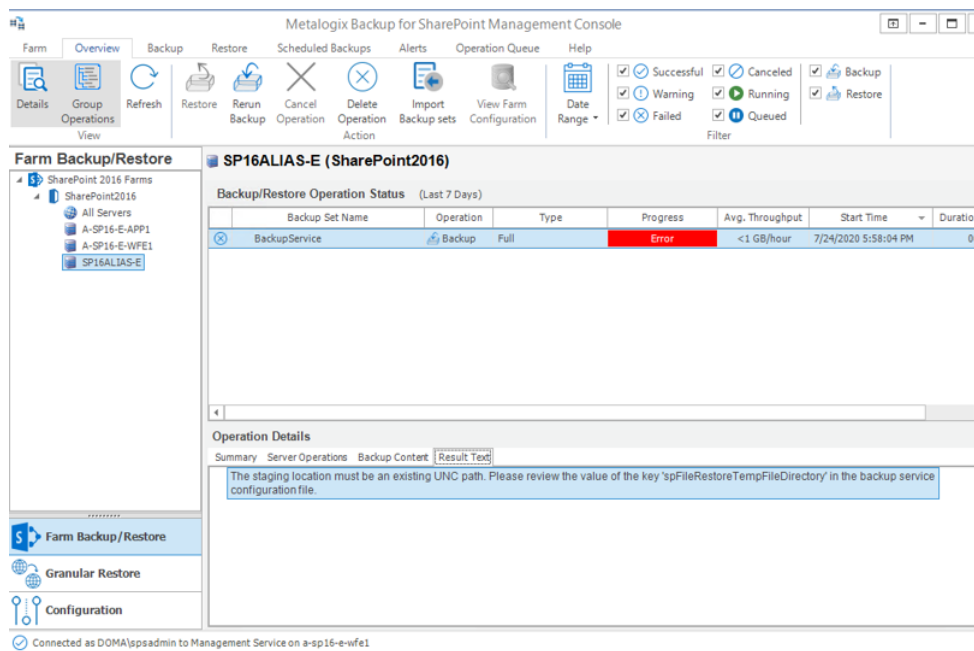 Metalogix Backup for SharePoint Management Console
Farm Overview Backup Restore Scheduled Backups Alerts Operation Queue Help
Details Group Operations Refresh Restore Rerun Backup Cancel Operation Delete Operation Import Backup sets View Farm Configuration Date Range
Successful Canceled Backup
Warning Running Restore
Failed Queued
View Action Filter
Farm Backup/Restore
SharePoint 2016 Farms
SharePoint2016
All Servers
A-SP16-E-APP1
A-SP16-E-WFE1
SP16ALIAS-E
SP16ALIAS-E (SharePoint2016)
Backup/Restore Operation Status (Last 7 Days)
Backup Set Name Operation Type Progress Avg. Throughput Start Time
BackupService Backup Full Error <1 GB/hour 7/24/2020 5:58:04 PM
Operation Details
Summary Server Operations Backup Content Result Text
The staging location must be an existing UNC path. Please review the value of the key 'spFileRestoreTempFileDirectory' in the backup service
configuration file.
Farm Backup/Restore
Granular Restore
Configuration
Connected as DOMA\spsadmin to Management Service on a-sp16-e-wfe1